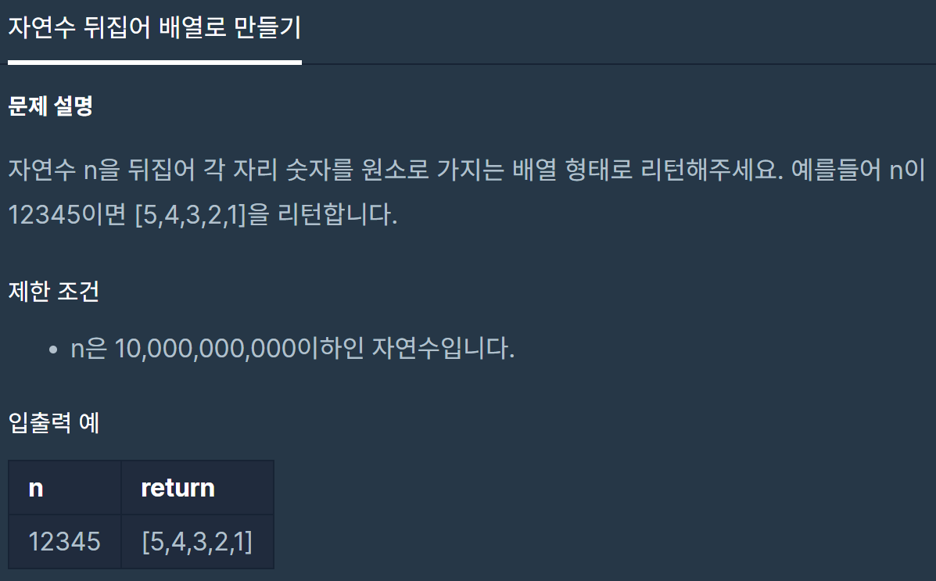 자연수 뒤집어 배열로 만들기
문제 설명
자연수 n을 뒤집어 각 자리 숫자를 원소로 가지는 배열 형태로 리턴해주세요. 예를들어 n이
12345이면 [5,4,3,2,1]을 리턴합니다.
제한 조건
• n은 10,000,000,000이하인 자연수입니다.
입출력 예
n return
12345 [5,4,3,2,1]